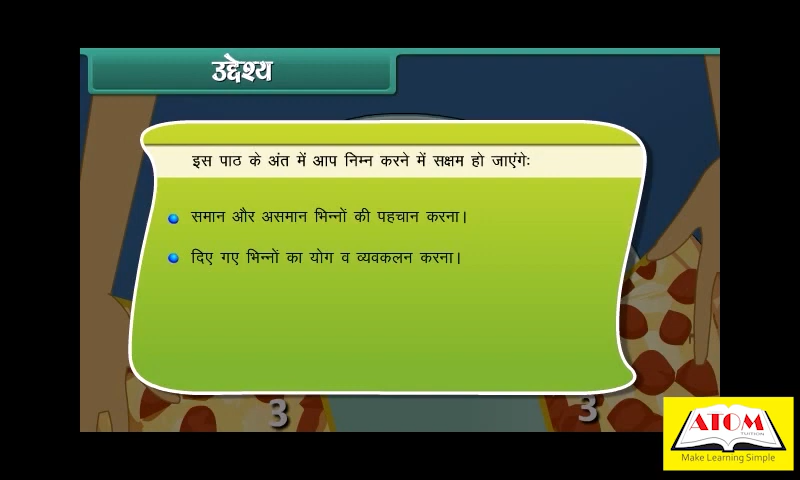 उद्देश्य
इस पाठ के अंत में आप निम्न करने में सक्षम हो जाएंगेः
समान और असमान भिन्नों की पहचान करना।
दिए गए भिन्नों का योग व व्यवकलन करना।
3
3
ATOM
TUITION
Make Learning Simple